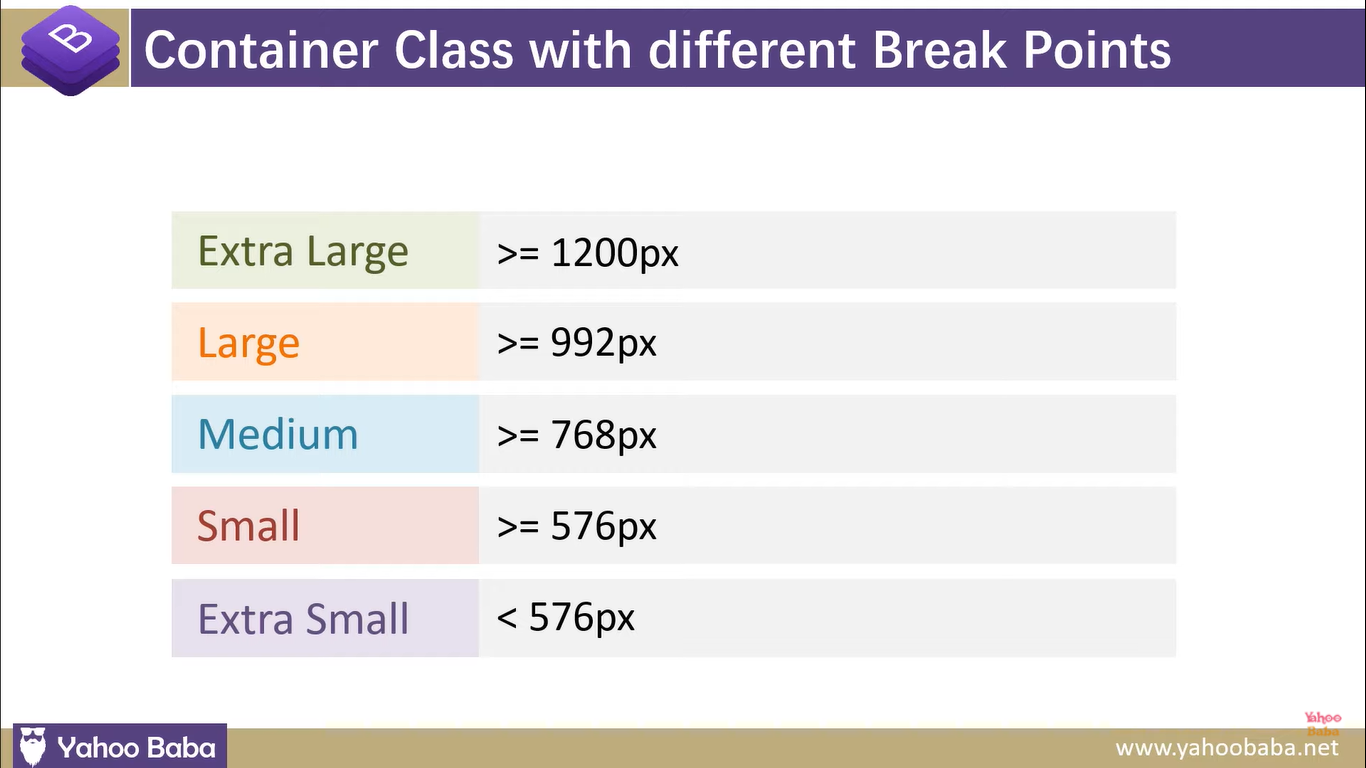 B
Container Class with different Break Points
Extra Large >= 1200px
Large >= 992px
Medium >= 768px
Small >= 576px
Extra Small < 576px
Yahoo
Baba
Yahoo Baba
www.yahoobaba.net